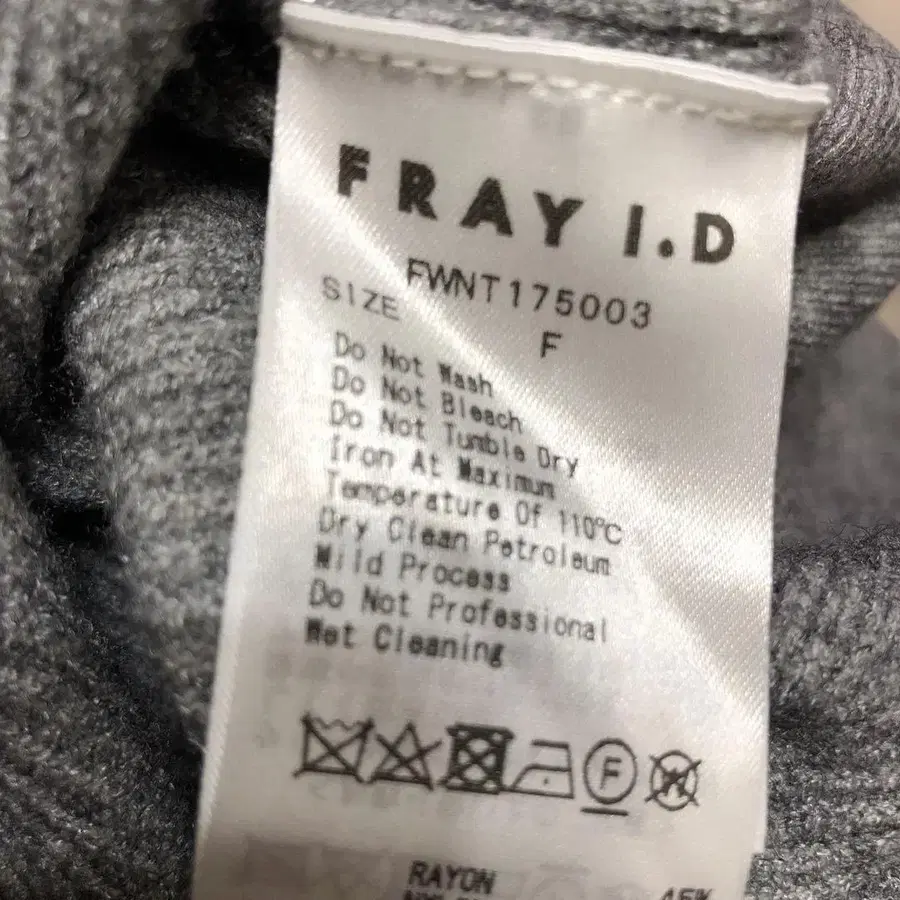 FRAY I.D
FWNT175003
SIZE F
Do Not Wash
Do Not Bleach
Do Not Tumble Dry
Iron At Maximum
Temperature Of 110℃
Dry Clean Petroleum
Mild Process
Do Not Professional
Wet Cleaning
F W
RAYON
45%